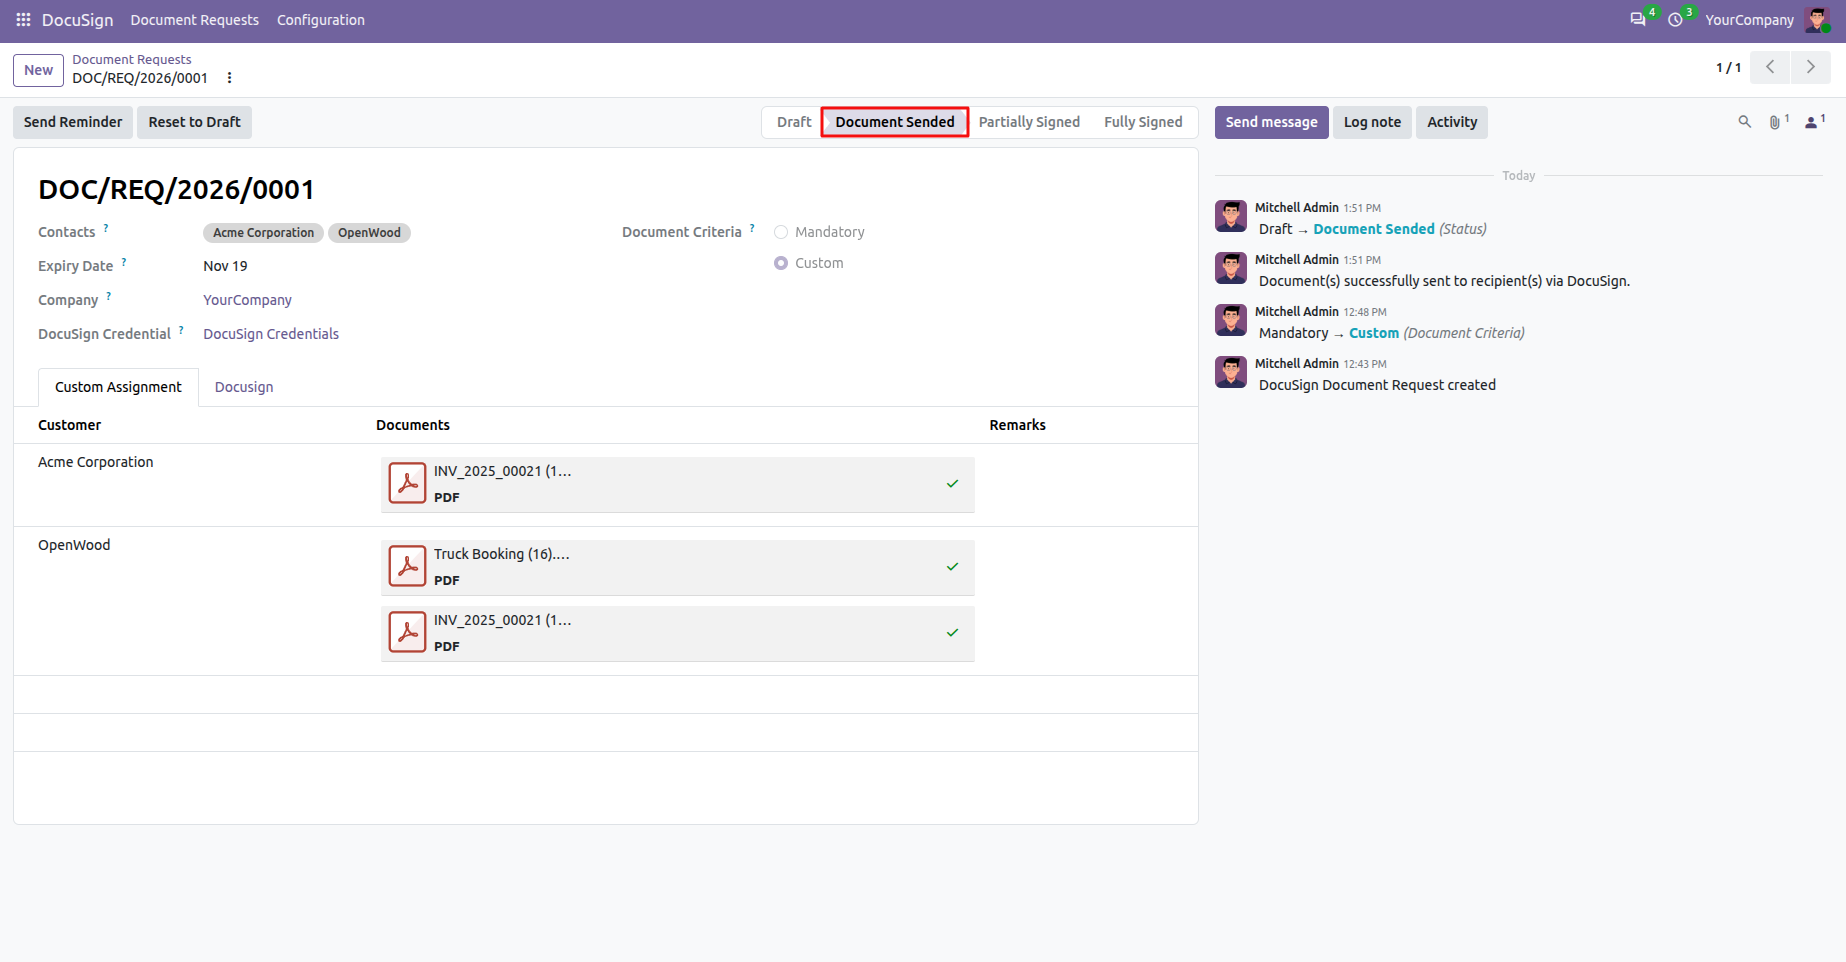 DocuSign Document Requests Configuration 4 3 YourCompany
New Document Requests
DOC/REQ/2026/0001
1 / 1
Send Reminder Reset to Draft Draft Document Sended Partially Signed Fully Signed
DOC/REQ/2026/0001
Contacts ? Acme Corporation OpenWood
Expiry Date ? Nov 19
Company ? YourCompany
DocuSign Credential ? DocuSign Credentials
Document Criteria ? Mandatory
Custom
Custom Assignment Docusign
Customer Documents Remarks
Acme Corporation INV_2025_00021 (1...
PDF
OpenWood Truck Booking (16)....
PDF
INV_2025_00021 (1...
PDF
Send message Log note Activity 1 1
Today
Mitchell Admin 1:51 PM
Draft → Document Sended (Status)
Mitchell Admin 1:51 PM
Document(s) successfully sent to recipient(s) via DocuSign.
Mitchell Admin 12:48 PM
Mandatory → Custom (Document Criteria)
Mitchell Admin 12:43 PM
DocuSign Document Request created